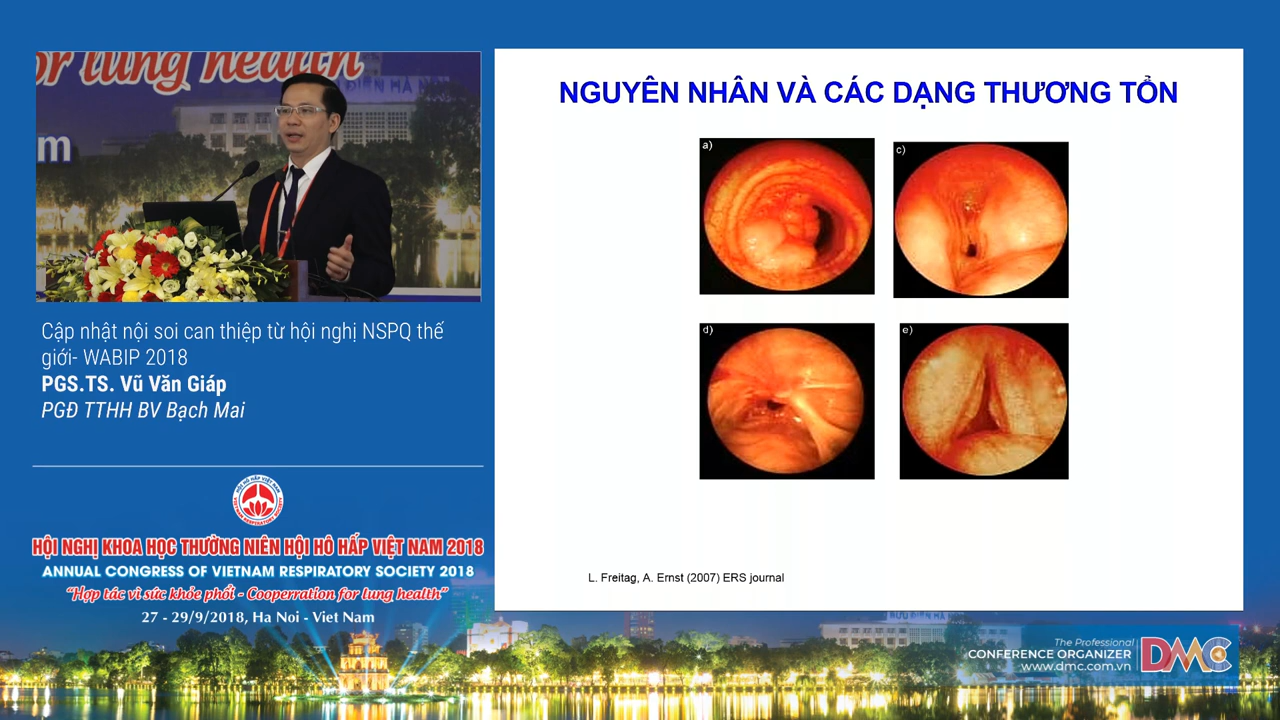 for lung health
m
Cập nhật nội soi can thiệp từ hội nghị NSPQ thế
giới- WABIP 2018
PGS.TS. Vũ Văn Giáp
PGĐ TTHH BV Bạch Mai
HỘI NGHỊ KHOA HỌC THƯỜNG NIÊN HỘI HÔ HẤP VIỆT NAM 2018
ANNUAL CONGRESS OF VIETNAM RESPIRATORY SOCIETY 2018
"Hợp tác vì sức khỏe phổi - Cooperration for lung health"
27 - 29/9/2018, Ha Noi - Viet Nam
NGUYÊN NHÂN VÀ CÁC DẠNG THƯƠNG TỔN
a)
c)
d)
e)
L. Freitag, A. Ernst (2007) ERS journal
The Professional
CONFERENCE ORGANIZER
www.dmc.com.vn
DMC